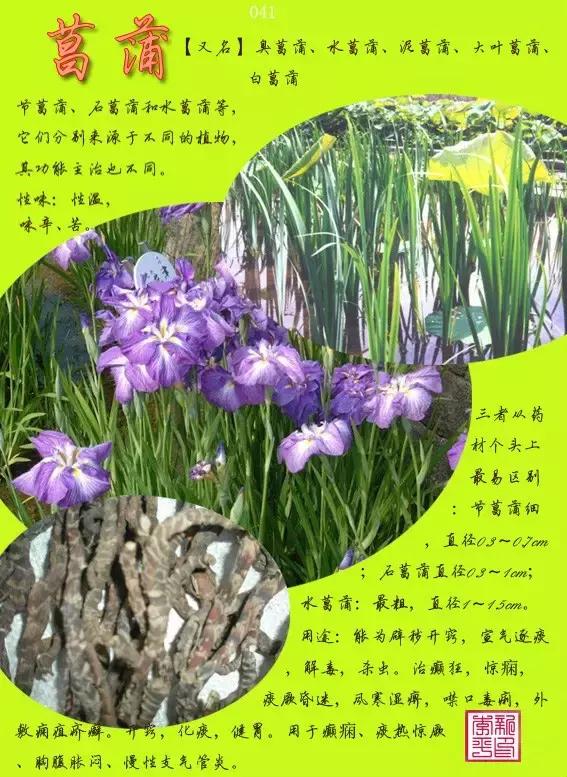 041
菖蒲
【又名】臭菖蒲、水菖蒲、泥菖蒲、大叶菖蒲、
白菖蒲
节菖蒲、石菖蒲和水菖蒲等，
它们分别来源于不同的植物，
其功能主治也不同。
性味：性温，
味辛、苦。
三者从药
材个头上
最易区别
：节菖蒲细
，直径03～07cm
；石菖蒲直径03～1cm；
水菖蒲：最粗，直径1～15cm。
用途：能为辟秽开窍，宣气逐痰
，解毒，杀虫。治癫狂，惊痫，
痰厥昏迷，风寒湿痹，噤口毒痢，外
敷痈疽疥癣。开窍，化痰，健胃。用于癫痫、痰热惊厥
、胸腹胀闷、慢性支气管炎。